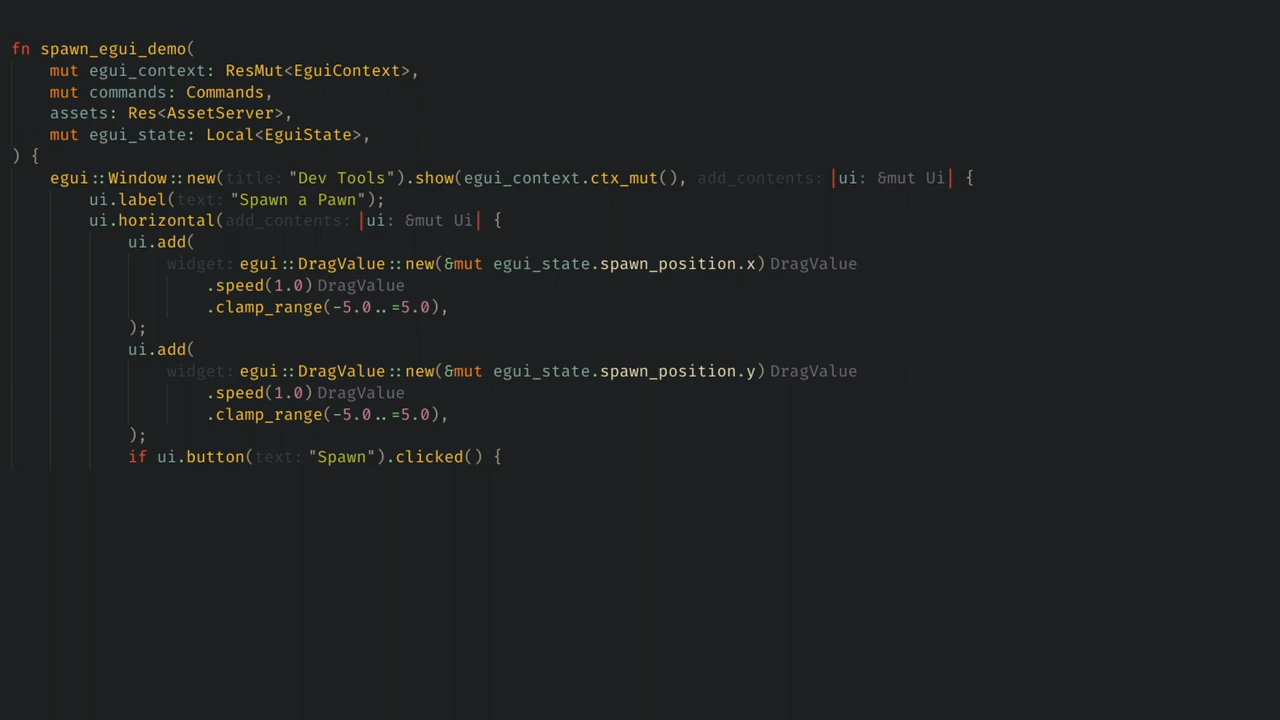 fn spawn_egui_demo(
    mut egui_context: ResMut<EguiContext>,
    mut commands: Commands,
    assets: Res<AssetServer>,
    mut egui_state: Local<EguiState>,
) {
    egui::Window::new(title: "Dev Tools").show(egui_context.ctx_mut(), add_contents: |ui: &mut Ui| {
        ui.label(text: "Spawn a Pawn");
        ui.horizontal(add_contents: |ui: &mut Ui| {
            ui.add(
                widget: egui::DragValue::new(&mut egui_state.spawn_position.x) DragValue
                    .speed(1.0) DragValue
                    .clamp_range(-5.0..=5.0),
            );
            ui.add(
                widget: egui::DragValue::new(&mut egui_state.spawn_position.y) DragValue
                    .speed(1.0) DragValue
                    .clamp_range(-5.0..=5.0),
            );
            if ui.button(text: "Spawn").clicked() {